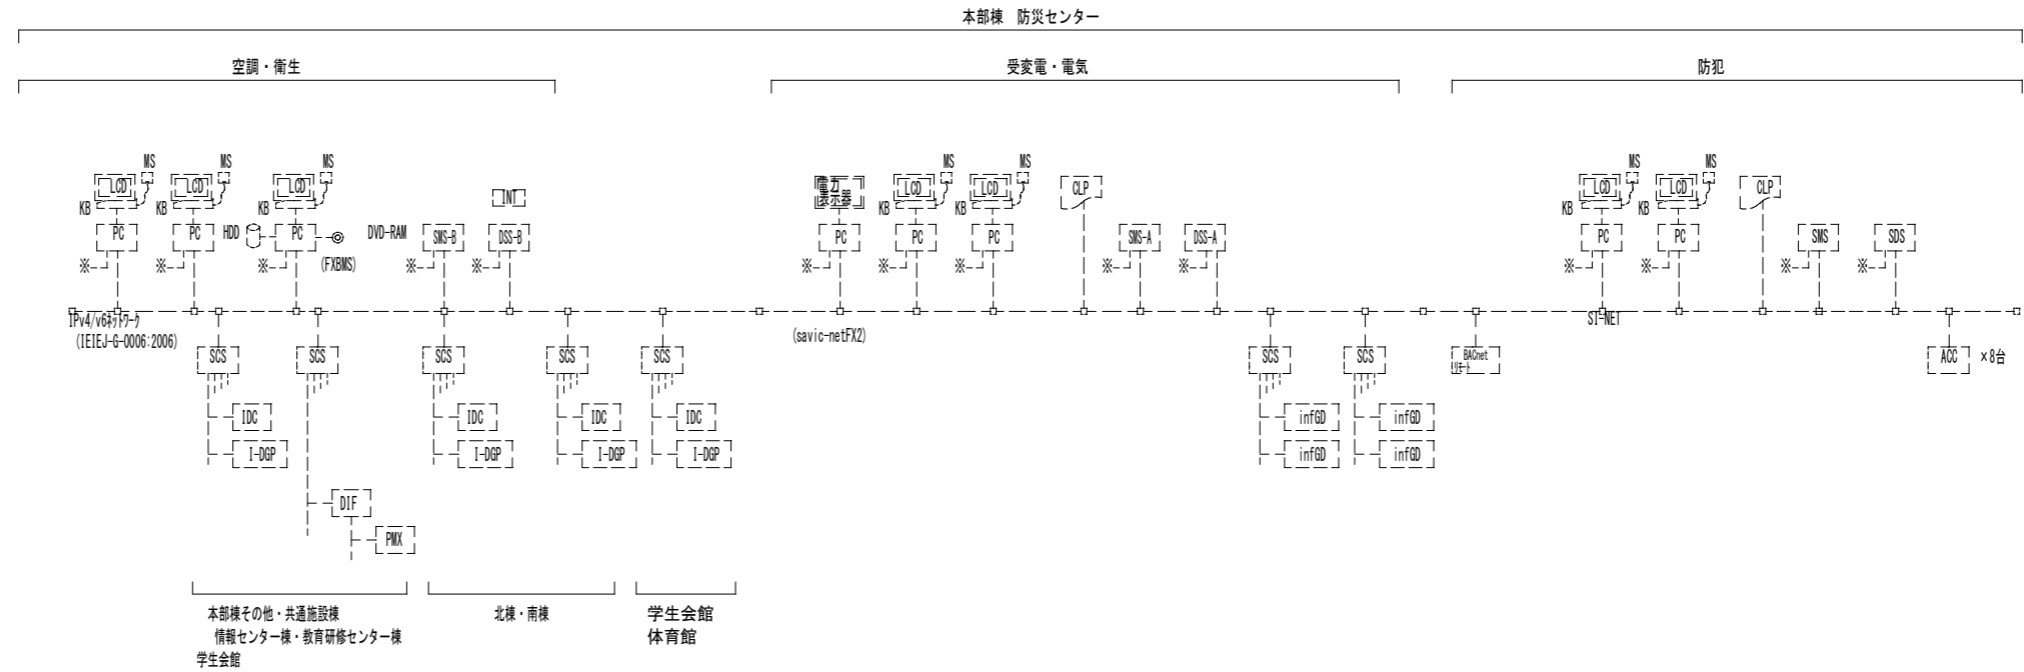 本部棟 防災センター
空調・衛生
受変電・電気
防犯
MS MS MS MS MS MS MS
LCD LCD LCD 電力 LCD LCD CLP LCD LCD CLP
表示器
INT
KB KB KB KB KB KB KB
PC PC HDD PC DVD-RAM SMS-B DSS-B PC PC PC SMS-A DSS-A PC PC SMS SDS
(FXBMS)
※ ※ ※ ※ ※ ※ ※ ※ ※ ※ ※ ※ ※ ※
IPv4/v6ネットワーク SI-NET
(IEIEJ-G-0006:2006) (savic-netFX2)
SCS SCS SCS SCS SCS SCS SCS BACnet ACC ×8台
リモート
IDC IDC IDC IDC infGD infGD
I-DGP I-DGP I-DGP I-DGP infGD infGD
DIF
PMX
本部棟その他・共通施設棟
情報センター棟・教育研修センター棟
学生会館
北棟・南棟
学生会館
体育館